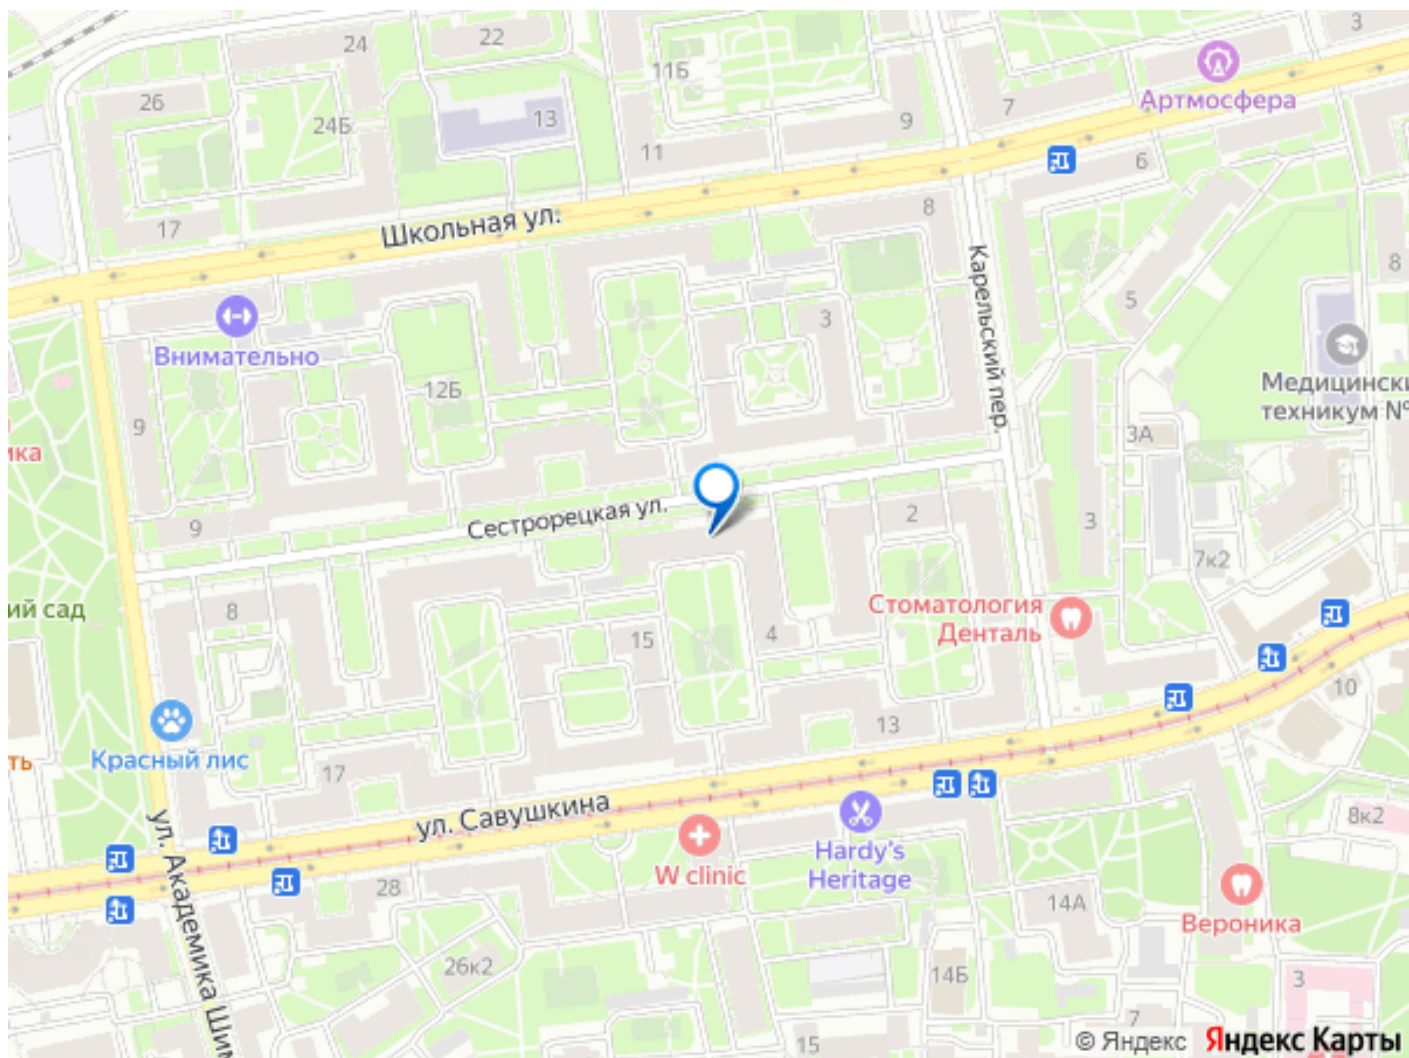 3
22
24
11Б
Артмосфера
26
7
13
9
24Б
11
6
17
Школьная ул.
8
Карельский пер.
8
5
3
Внимательно
Медицински
техникум №
12Б
9
ика
3А
Сестрорецкая ул.
9
2
3
7к2
ий сад
8
Стоматология
Денталь
15
4
10
13
Красный лис
ть
17
ул. Савушкина
8к2
ул. Академика Шим
Hardy's
Heritage
W clinic
28
14А
Вероника
26к2
14Б
3
7
15
© Яндекс Яндекс Карты